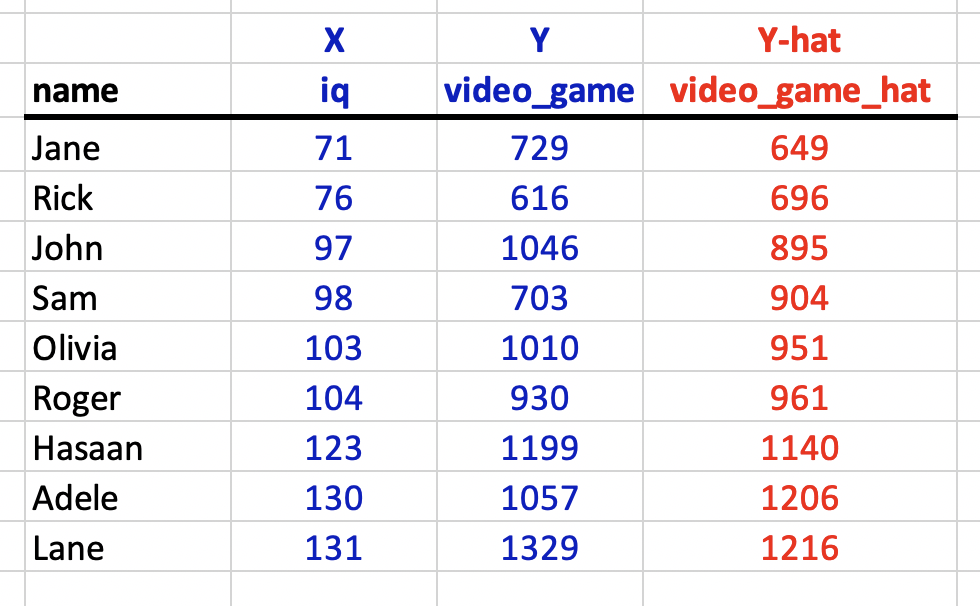 X Y Y-hat
name iq video_game video_game_hat
Jane 71 729 649
Rick 76 616 696
John 97 1046 895
Sam 98 703 904
Olivia 103 1010 951
Roger 104 930 961
Hasaan 123 1199 1140
Adele 130 1057 1206
Lane 131 1329 1216